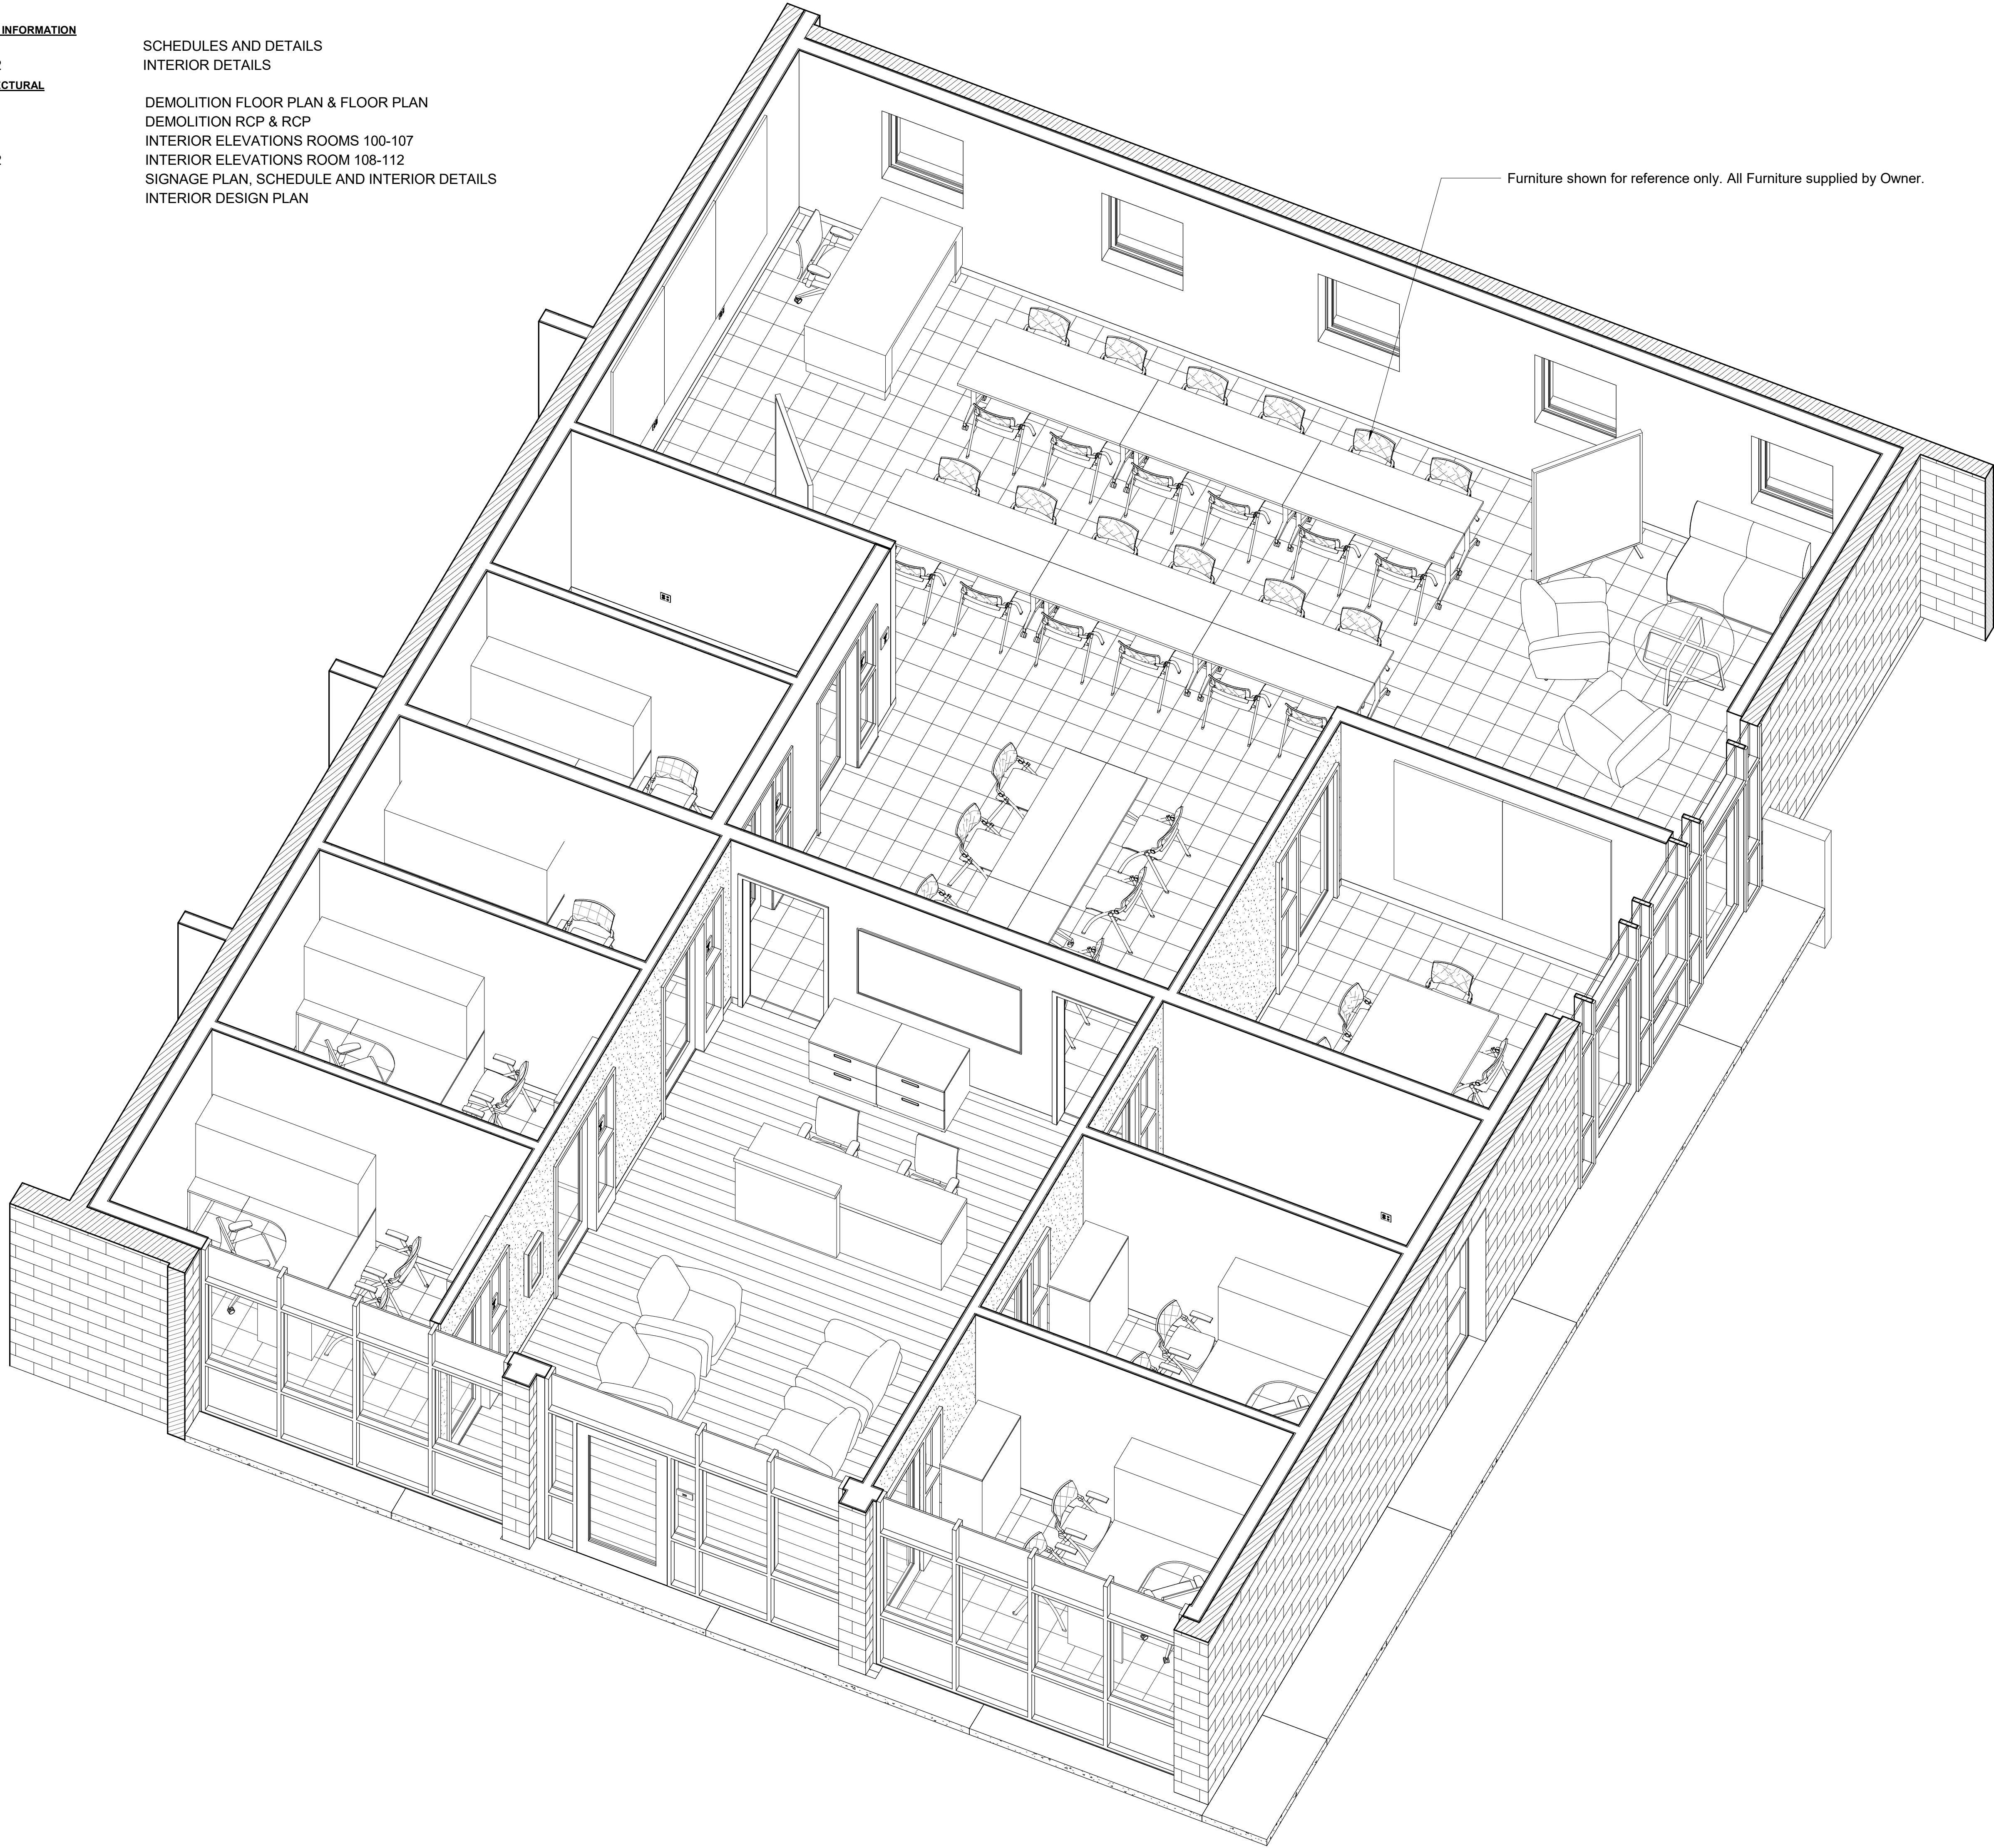 INFORMATION
SCHEDULES AND DETAILS
2 INTERIOR DETAILS
DEMOLITION FLOOR PLAN & FLOOR PLAN
DEMOLITION RCP & RCP
INTERIOR ELEVATIONS ROOMS 100-107
2 INTERIOR ELEVATIONS ROOM 108-112
SIGNAGE PLAN, SCHEDULE AND INTERIOR DETAILS
INTERIOR DESIGN PLAN
Furniture shown for reference only. All Furniture supplied by Owner.